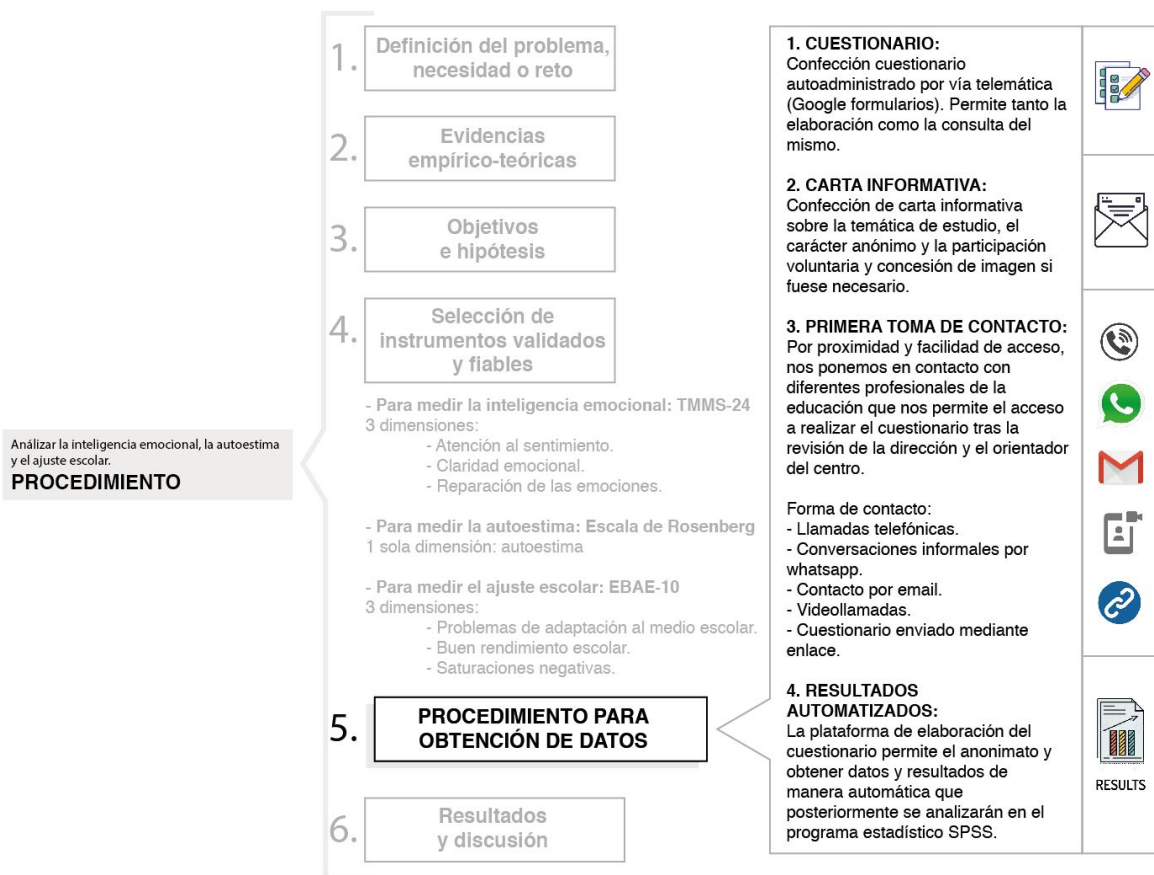 Análizar la inteligencia emocional, la autoestima
y el ajuste escolar.
PROCEDIMIENTO
1.
Definición del problema,
necesidad o reto
2.
Evidencias
empírico-teóricas
3.
Objetivos
e hipótesis
4.
Selección de
instrumentos validados
y fiables
- Para medir la inteligencia emocional: TMMS-24
3 dimensiones:
- Atención al sentimiento.
- Claridad emocional.
- Reparación de las emociones.
- Para medir la autoestima: Escala de Rosenberg
1 sola dimensión: autoestima
- Para medir el ajuste escolar: EBAE-10
3 dimensiones:
- Problemas de adaptación al medio escolar.
- Buen rendimiento escolar.
- Saturaciones negativas.
5.
PROCEDIMIENTO PARA
OBTENCIÓN DE DATOS
6.
Resultados
y discusión
1. CUESTIONARIO:
Confección cuestionario
autoadministrado por vía telemática
(Google formularios). Permite tanto la
elaboración como la consulta del
mismo.
2. CARTA INFORMATIVA:
Confección de carta informativa
sobre la temática de estudio, el
carácter anónimo y la participación
voluntaria y concesión de imagen si
fuese necesario.
3. PRIMERA TOMA DE CONTACTO:
Por proximidad y facilidad de acceso,
nos ponemos en contacto con
diferentes profesionales de la
educación que nos permite el acceso
a realizar el cuestionario tras la
revisión de la dirección y el orientador
del centro.
Forma de contacto:
- Llamadas telefónicas.
- Conversaciones informales por
whatsapp.
- Contacto por email.
- Videollamadas.
- Cuestionario enviado mediante
enlace.
4. RESULTADOS
AUTOMATIZADOS:
La plataforma de elaboración del
cuestionario permite el anonimato y
obtener datos y resultados de
manera automática que
posteriormente se analizarán en el
programa estadístico SPSS.
RESULTS